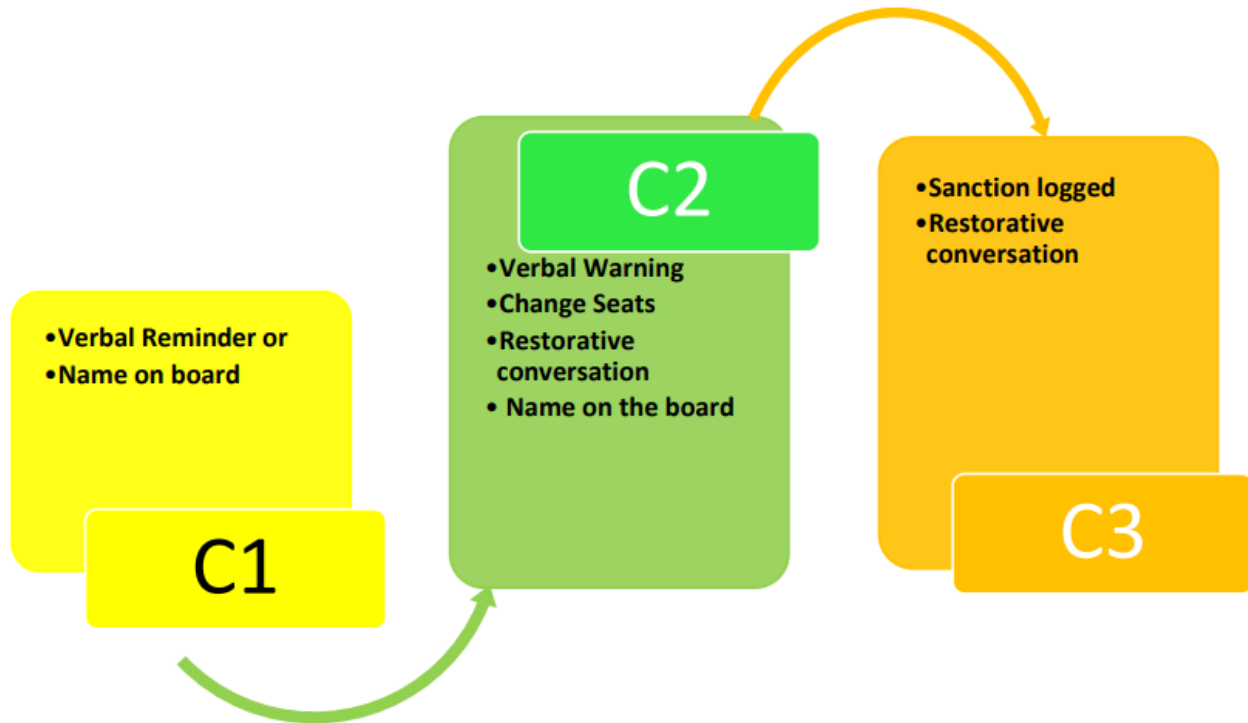 •Verbal Reminder or
•Name on board
C1
C2
•Verbal Warning
•Change Seats
•Restorative
conversation
• Name on the board
•Sanction logged
•Restorative
conversation
C3